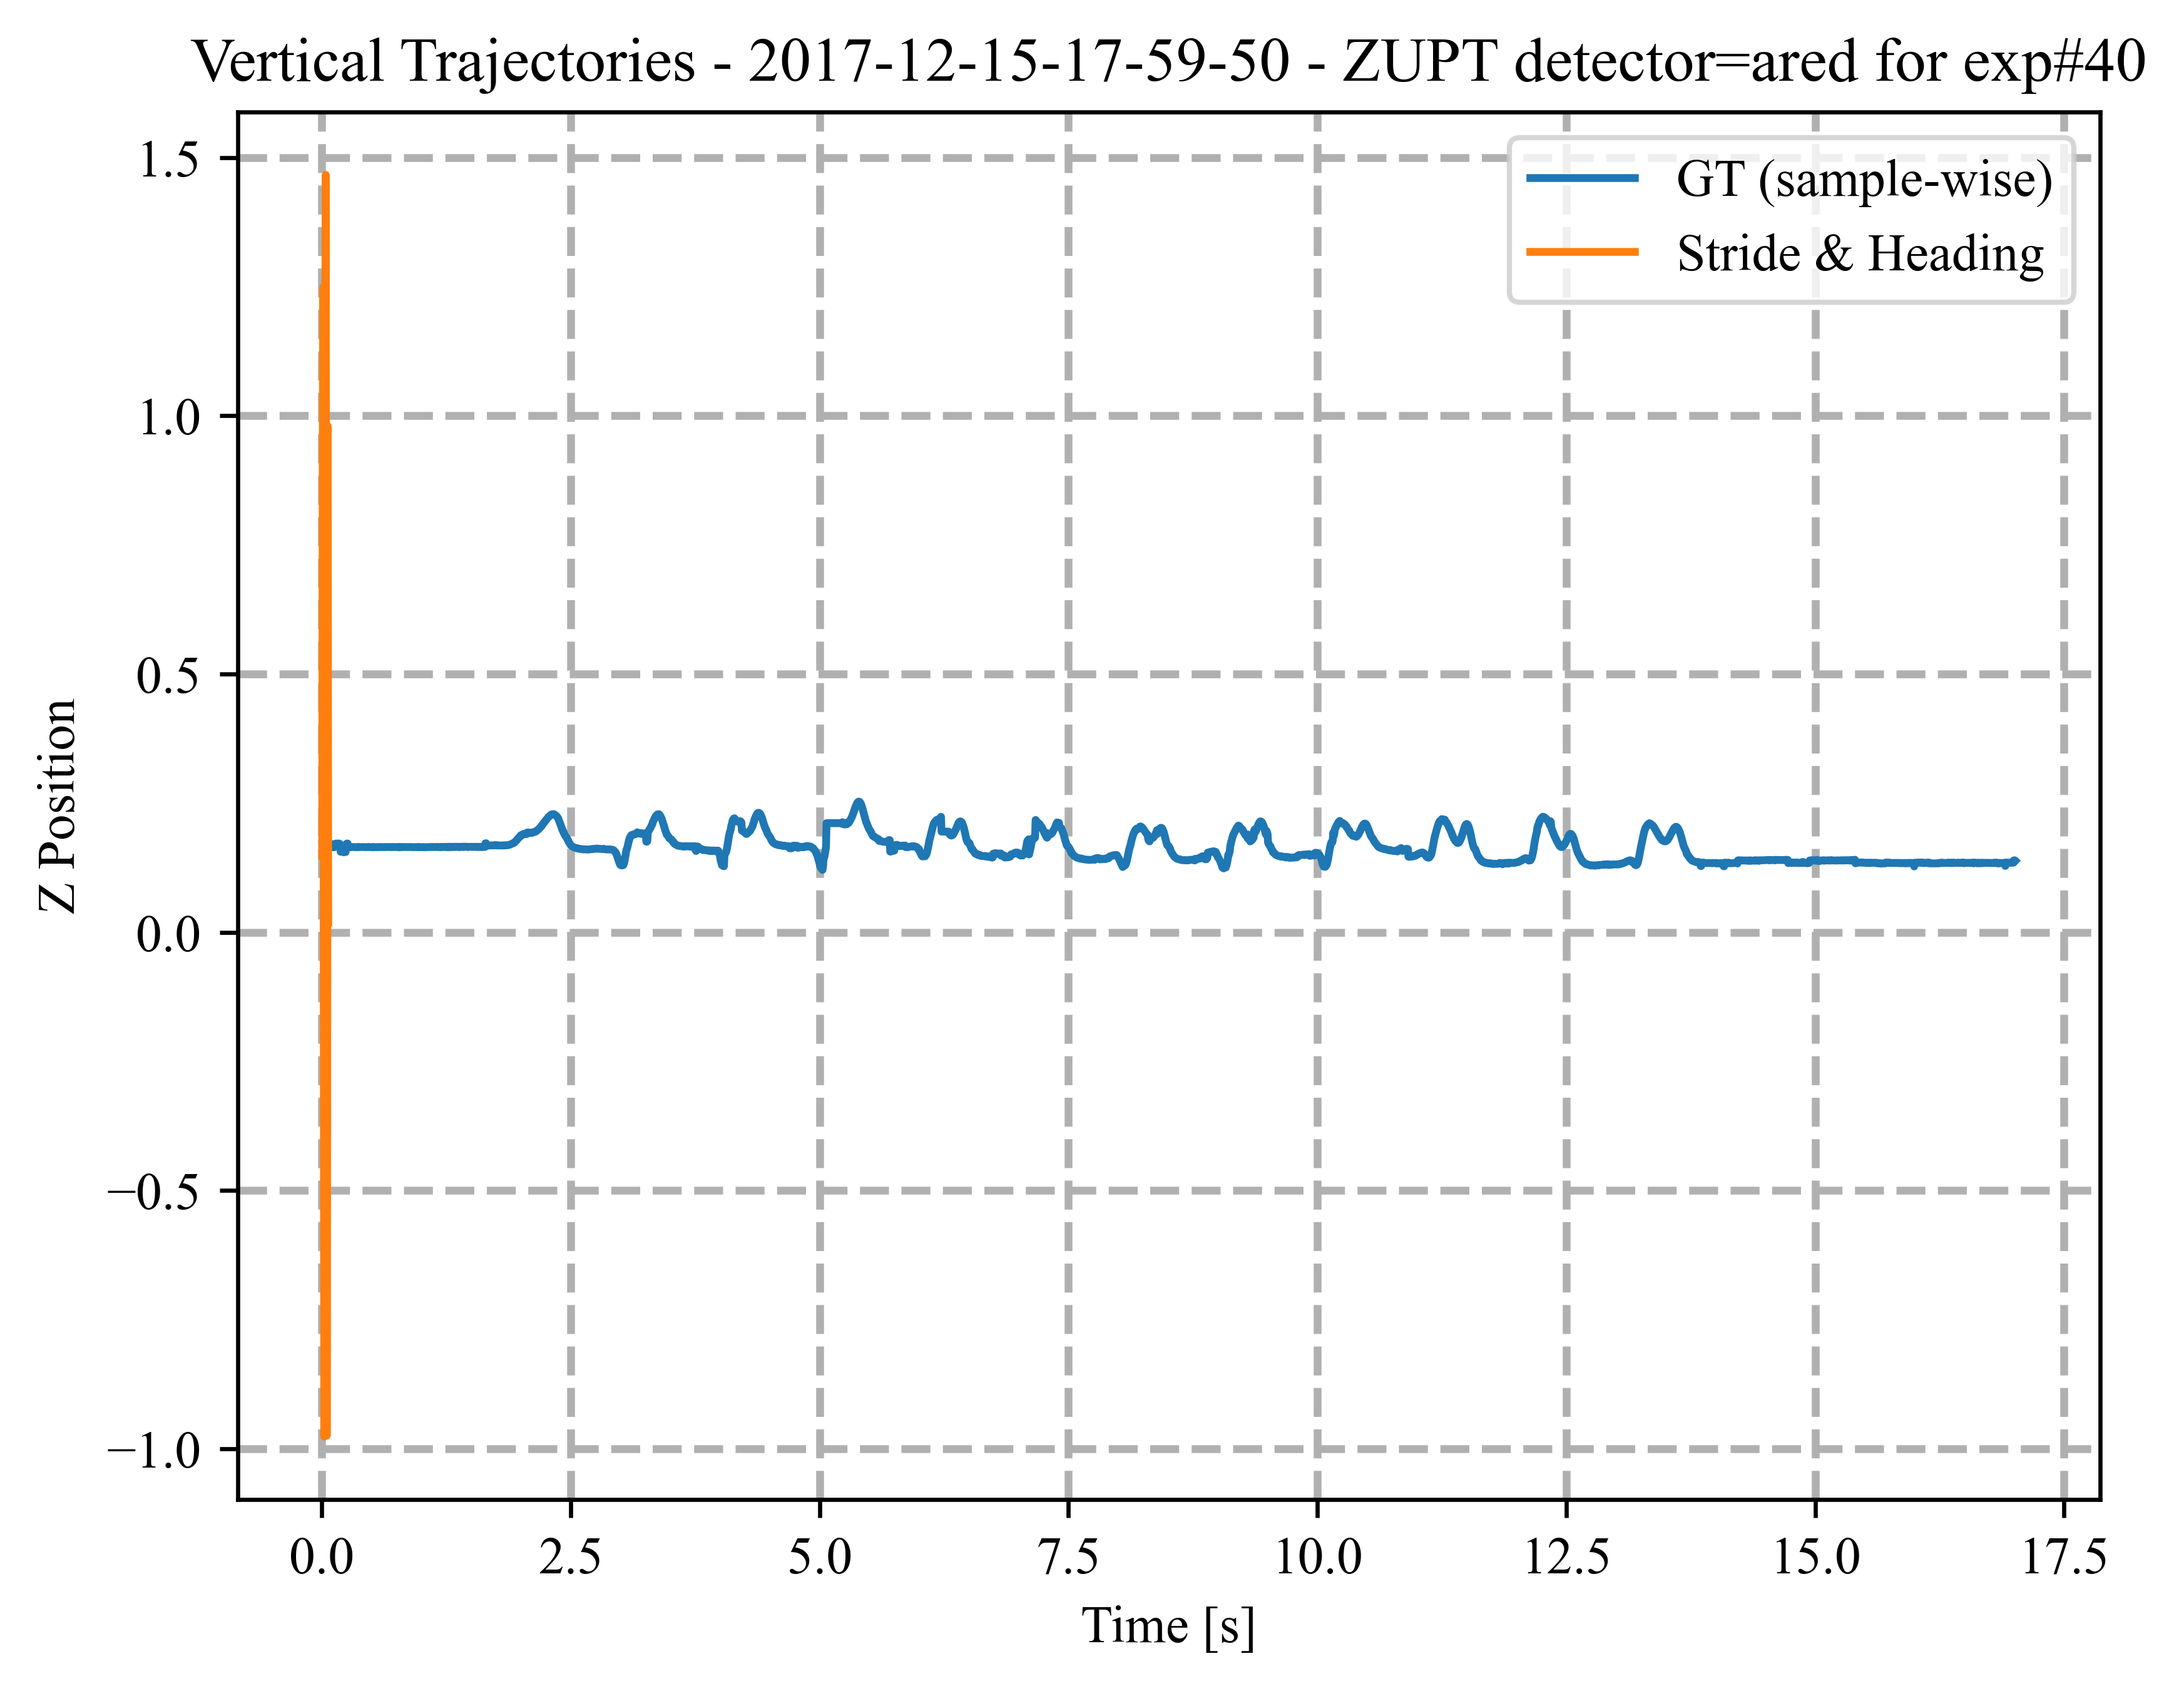 Vertical Trajectories - 2017-12-15-17-59-50 - ZUPT detector=ared for exp#40
GT (sample-wise)
Stride & Heading
1.5
1.0
0.5
0.0
−0.5
−1.0
Z Position
0.0 2.5 5.0 7.5 10.0 12.5 15.0 17.5
Time [s]